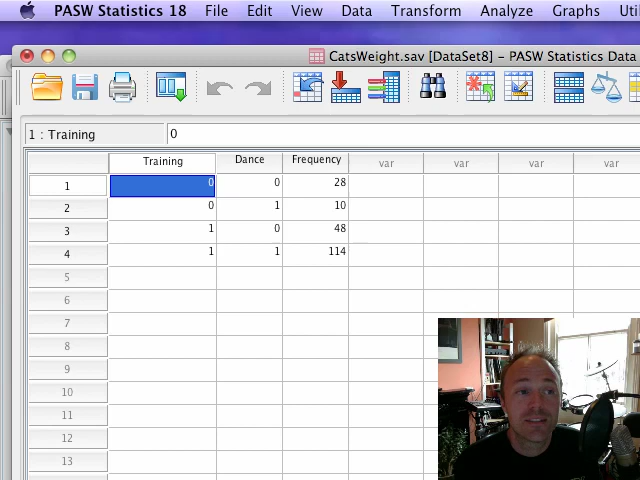 PASW Statistics 18 File Edit View Data Transform Analyze Graphs Uti
CatsWeight.sav [DataSet8] – PASW Statistics Data
1 : Training 0
Training Dance Frequency var var var var
1 0 0 28
2 0 1 10
3 1 0 48
4 1 1 114
5
6
7
8
9
10
11
12
13